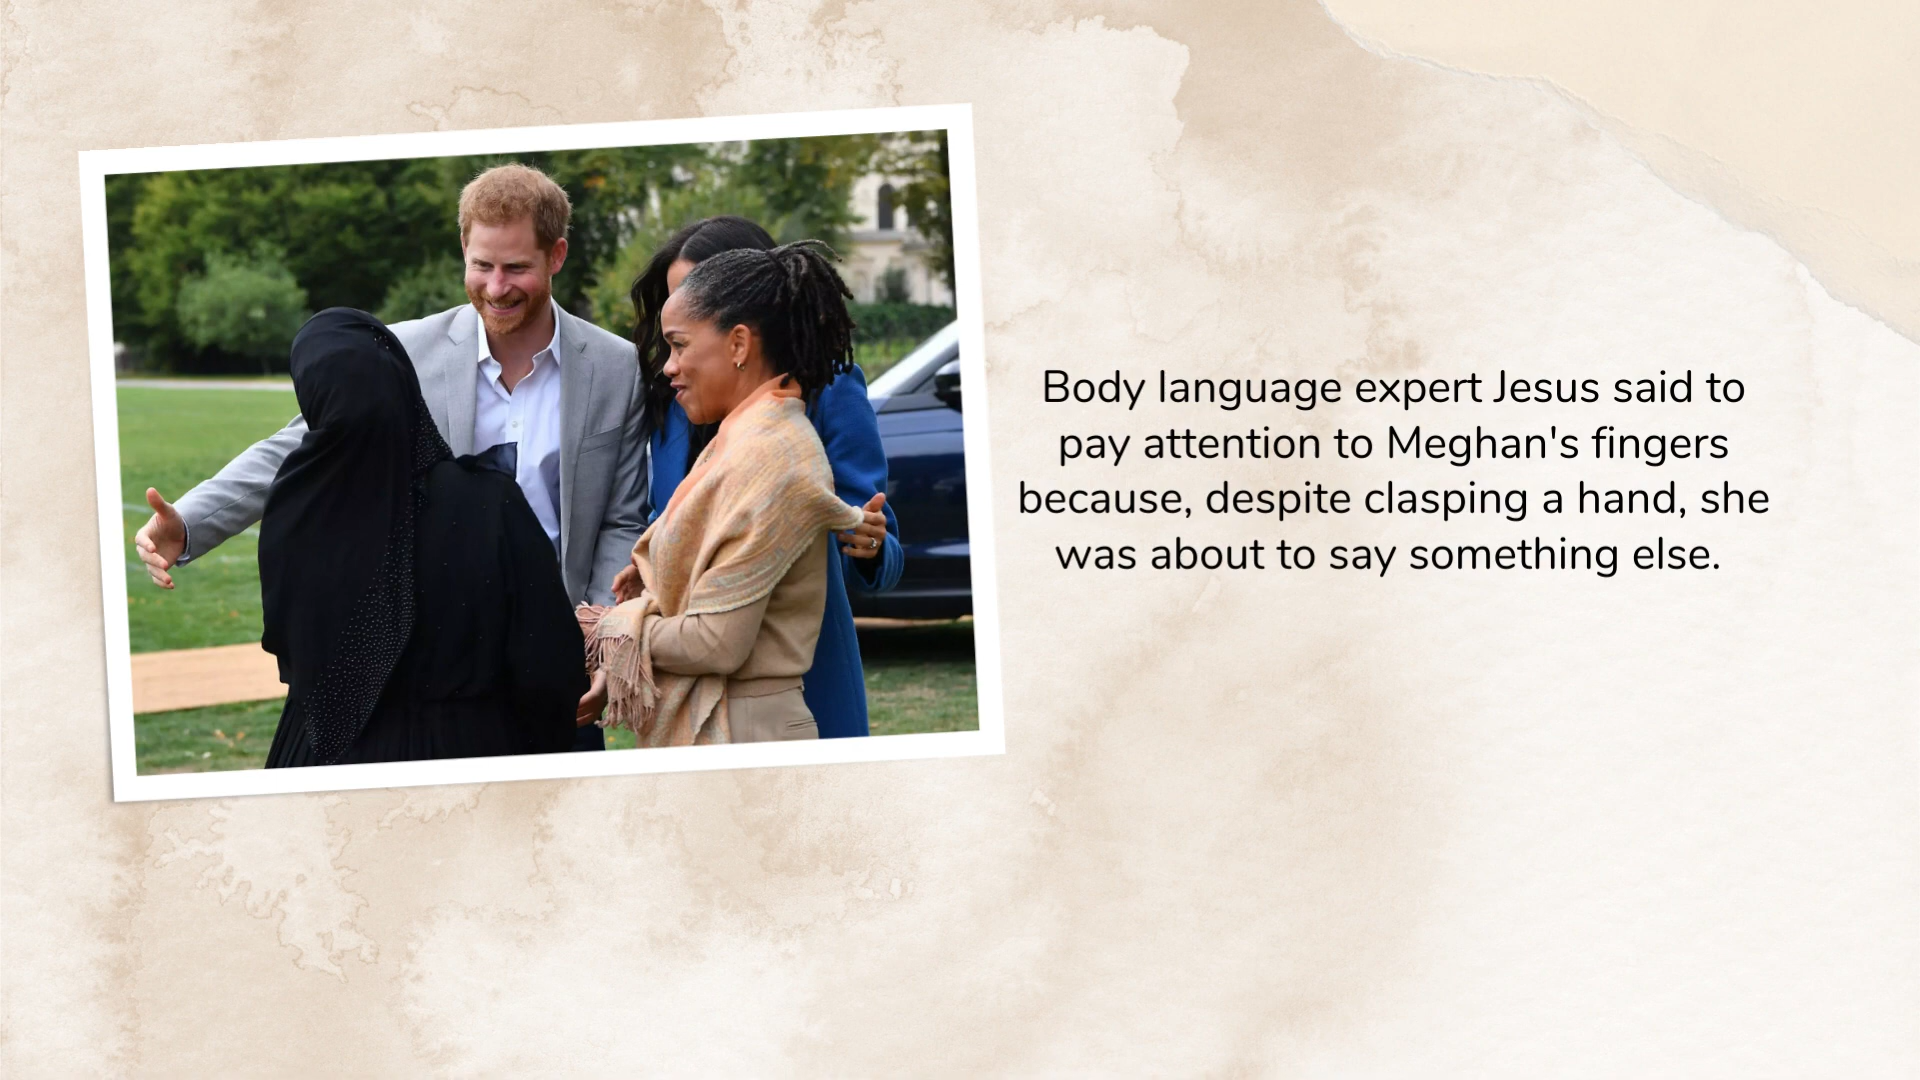 Body language expert Jesus said to
pay attention to Meghan's fingers
because, despite clasping a hand, she
was about to say something else.